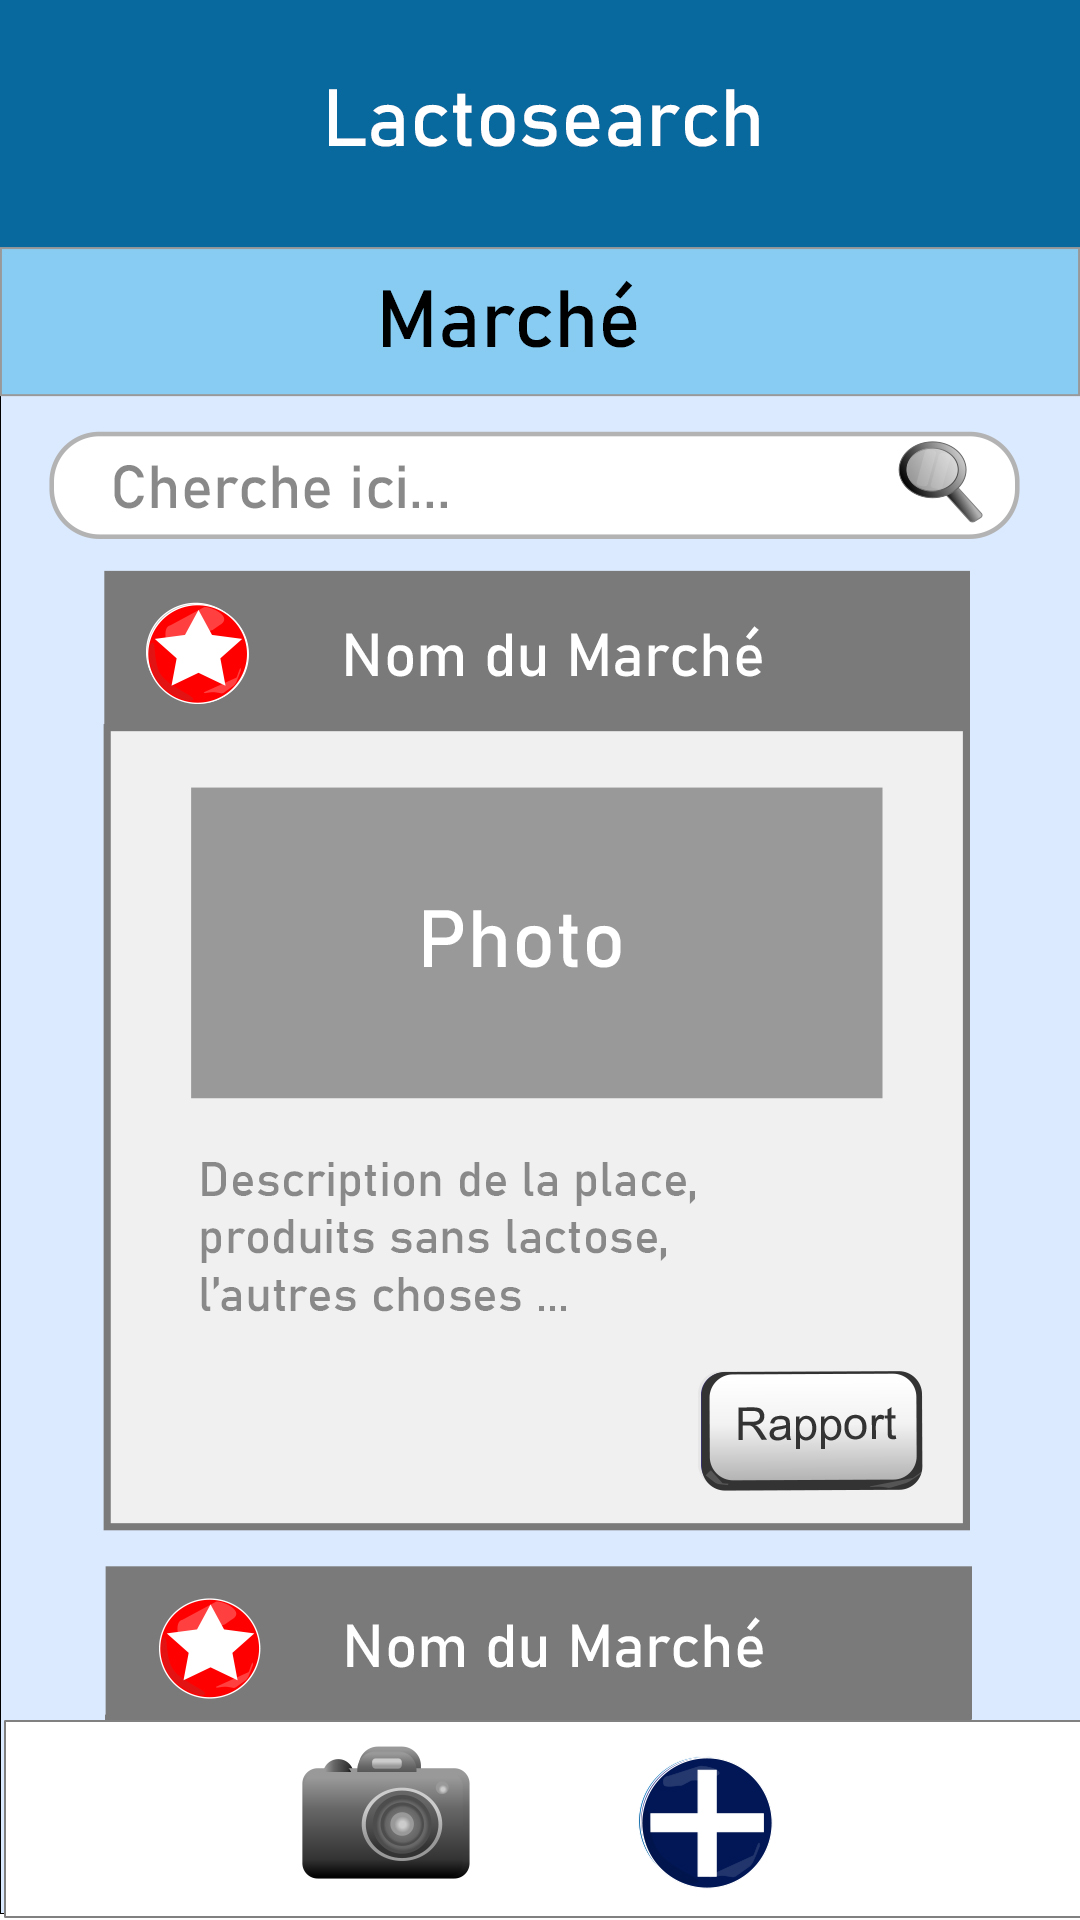 Lactosearch
Marché
Cherche ici...
Nom du Marché
Photo
Description de la place,
produits sans lactose,
l’autres choses ...
Rapport
Nom du Marché